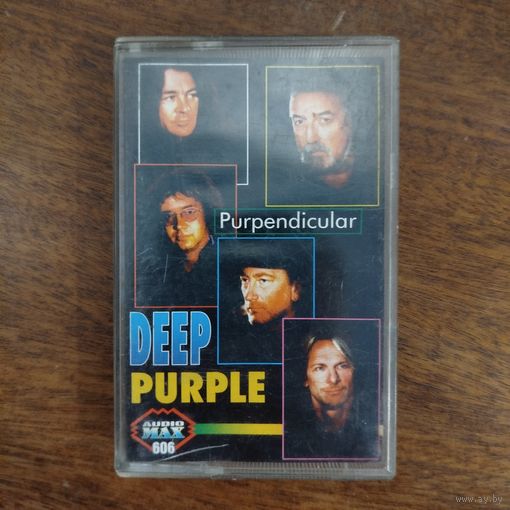 Purpendicular
DEEP
PURPLE
AUDIO
MAX
606
www.ay.by